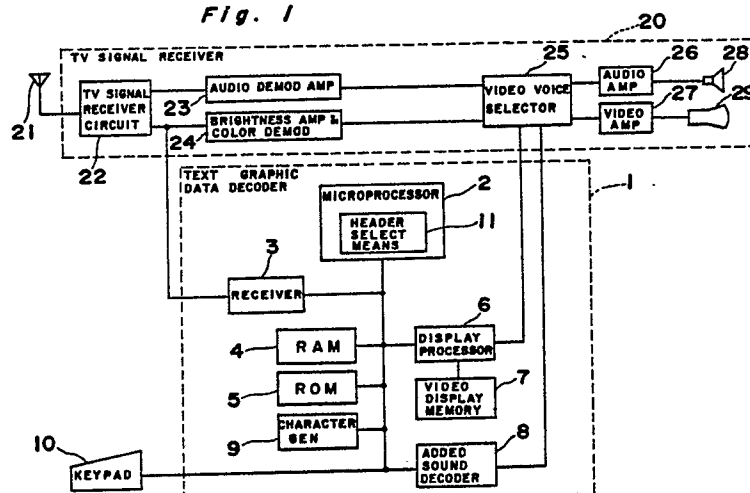 Fig. 1
20
TV SIGNAL RECEIVER
21
TV SIGNAL
RECEIVER
CIRCUIT
22
AUDIO DEMOD AMP
23
BRIGHTNESS AMP &
COLOR DEMOD
24
25
VIDEO VOICE
SELECTOR
26
AUDIO
AMP
28
27
VIDEO AMP
29
TEXT GRAPHIC
DATA DECODER
1
2
MICROPROCESSOR
HEADER
SELECT
MEANS
11
3
RECEIVER
4
RAM
5
ROM
9
CHARACTER
GEN
6
DISPLAY
PROCESSOR
VIDEO
DISPLAY
MEMORY
7
8
ADDED
SOUND
DECODER
10
KEYPAD